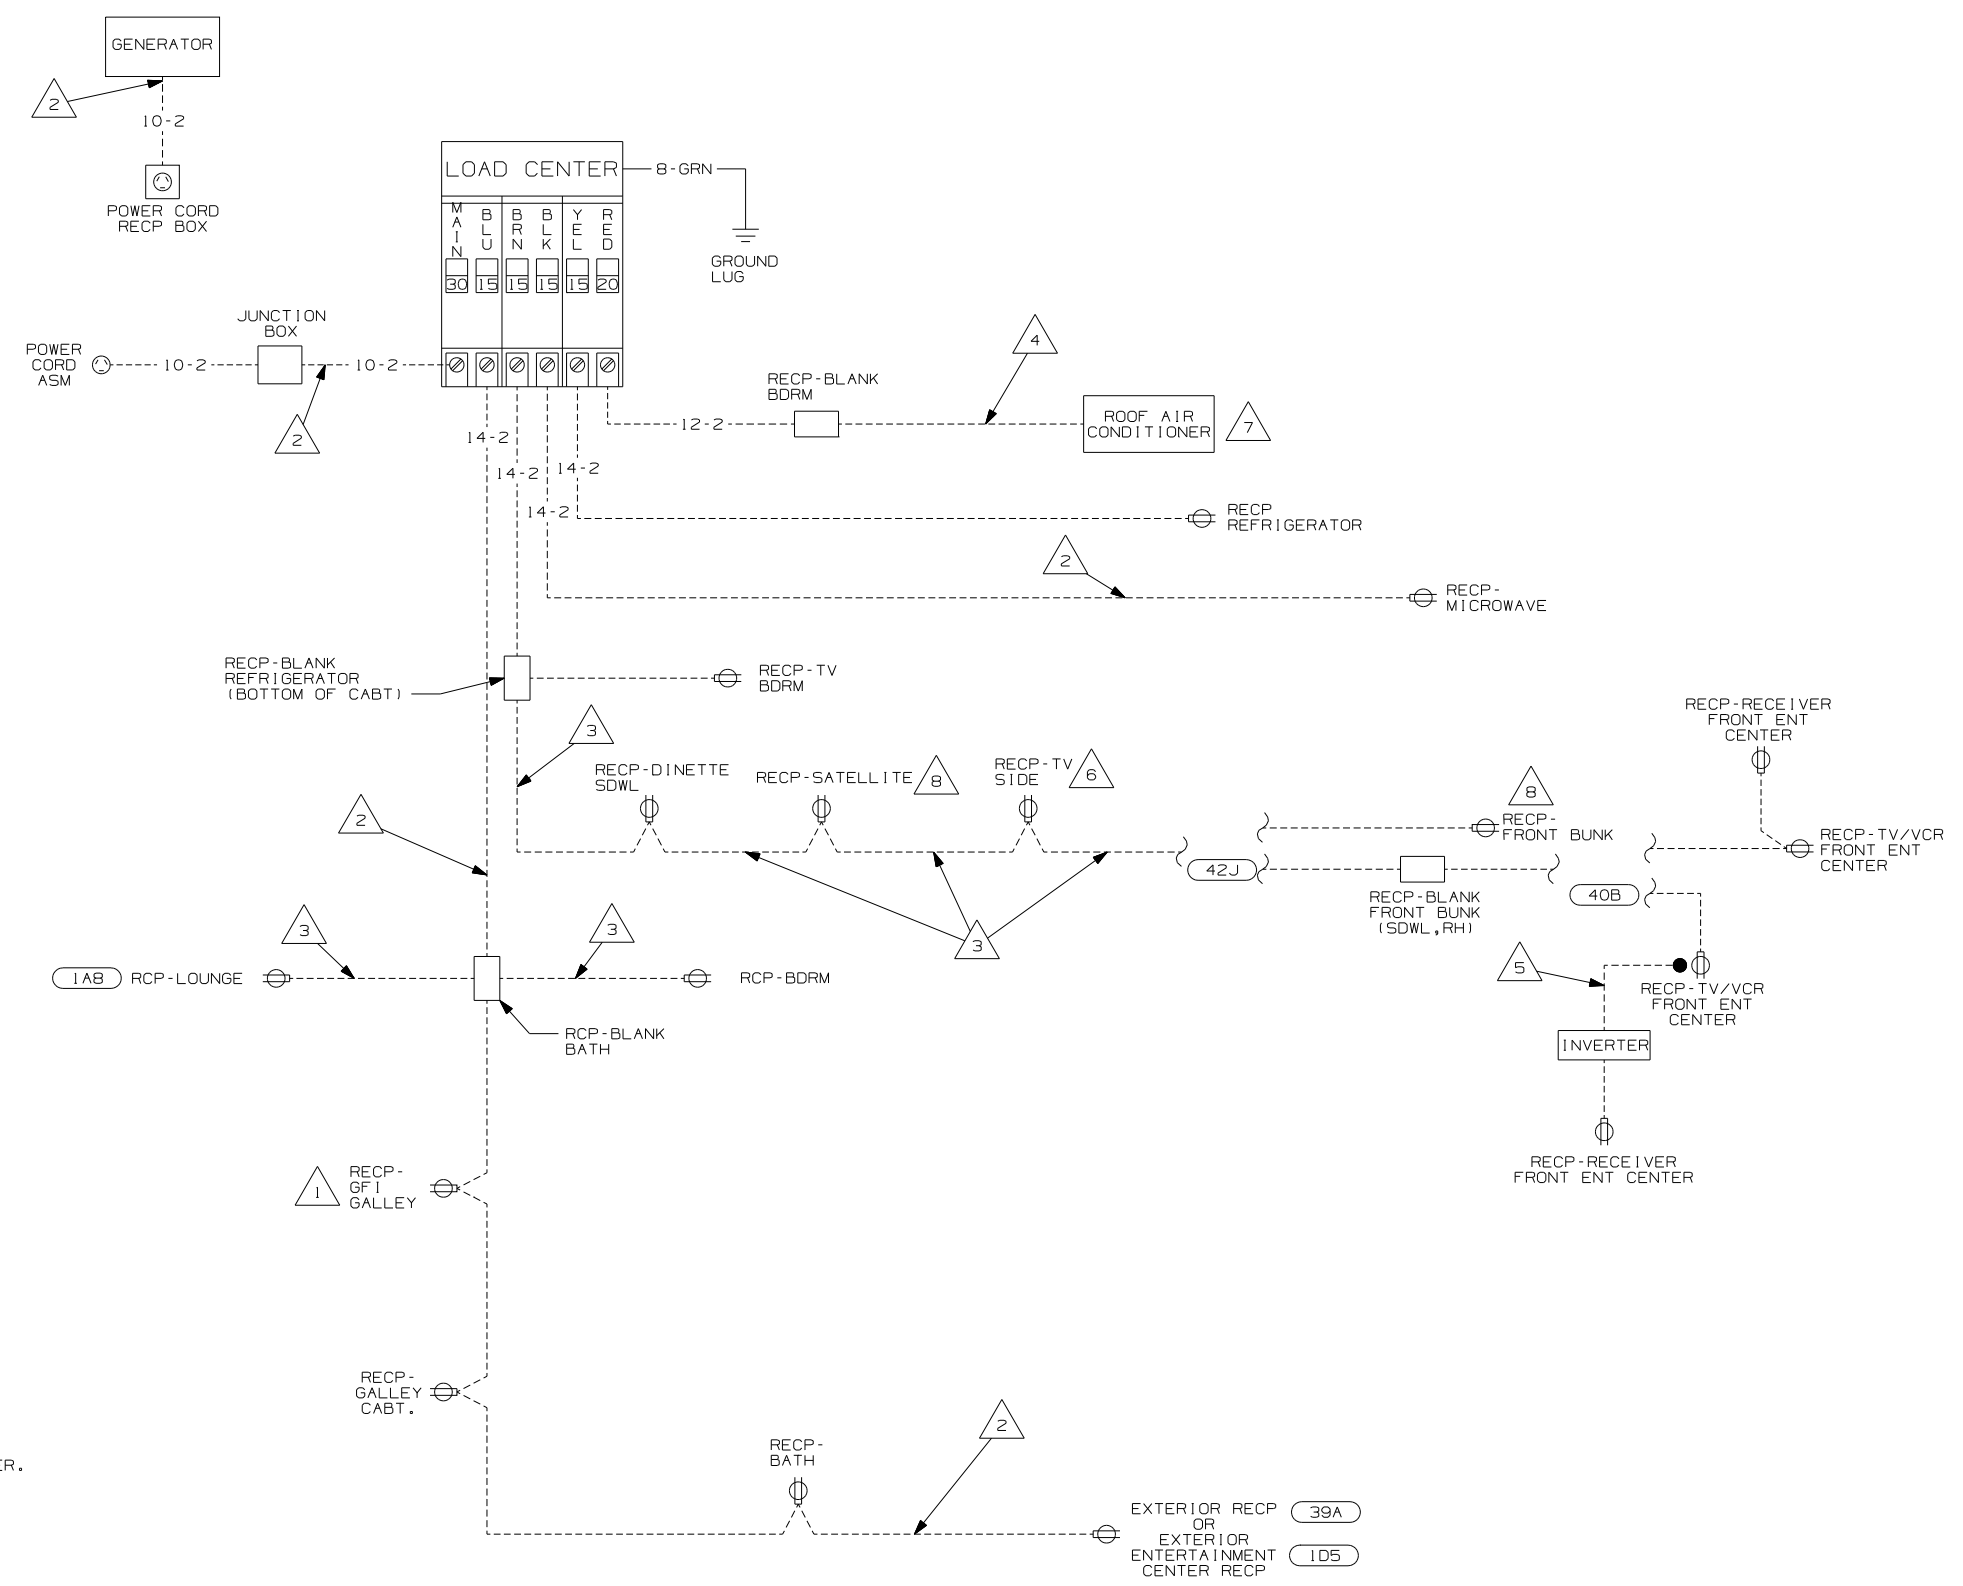 GENERATOR
2
10-2
POWER CORD
RECP BOX
LOAD CENTER
8-GRN
GROUND
LUG
MAIN
BLU
BRN
BLK
YEL
RED
30
15
15
15
15
20
JUNCTION
BOX
POWER
CORD
ASM
10-2
10-2
2
4
RECP-BLANK
BDRM
12-2
ROOF AIR
CONDITIONER
7
14-2
14-2
14-2
14-2
RECP
REFRIGERATOR
2
RECP-
MICROWAVE
RECP-BLANK
REFRIGERATOR
(BOTTOM OF CABT)
RECP-TV
BDRM
3
RECP-DINETTE
SDWL
RECP-SATELLITE
8
RECP-TV
SIDE
6
RECP-RECEIVER
FRONT ENT
CENTER
8
RECP-
FRONT BUNK
RECP-TV/VCR
FRONT ENT
CENTER
42J
RECP-BLANK
FRONT BUNK
(SDWL,RH)
40B
2
3
3
3
1A8
RCP-LOUNGE
RCP-BDRM
RCP-BLANK
BATH
5
RECP-TV/VCR
FRONT ENT
CENTER
INVERTER
RECP-RECEIVER
FRONT ENT CENTER
1
RECP-
GFI
GALLEY
RECP-
GALLEY
CABT.
2
RECP-
BATH
ER.
EXTERIOR RECP
39A
OR
EXTERIOR
ENTERTAINMENT
1D5
CENTER RECP